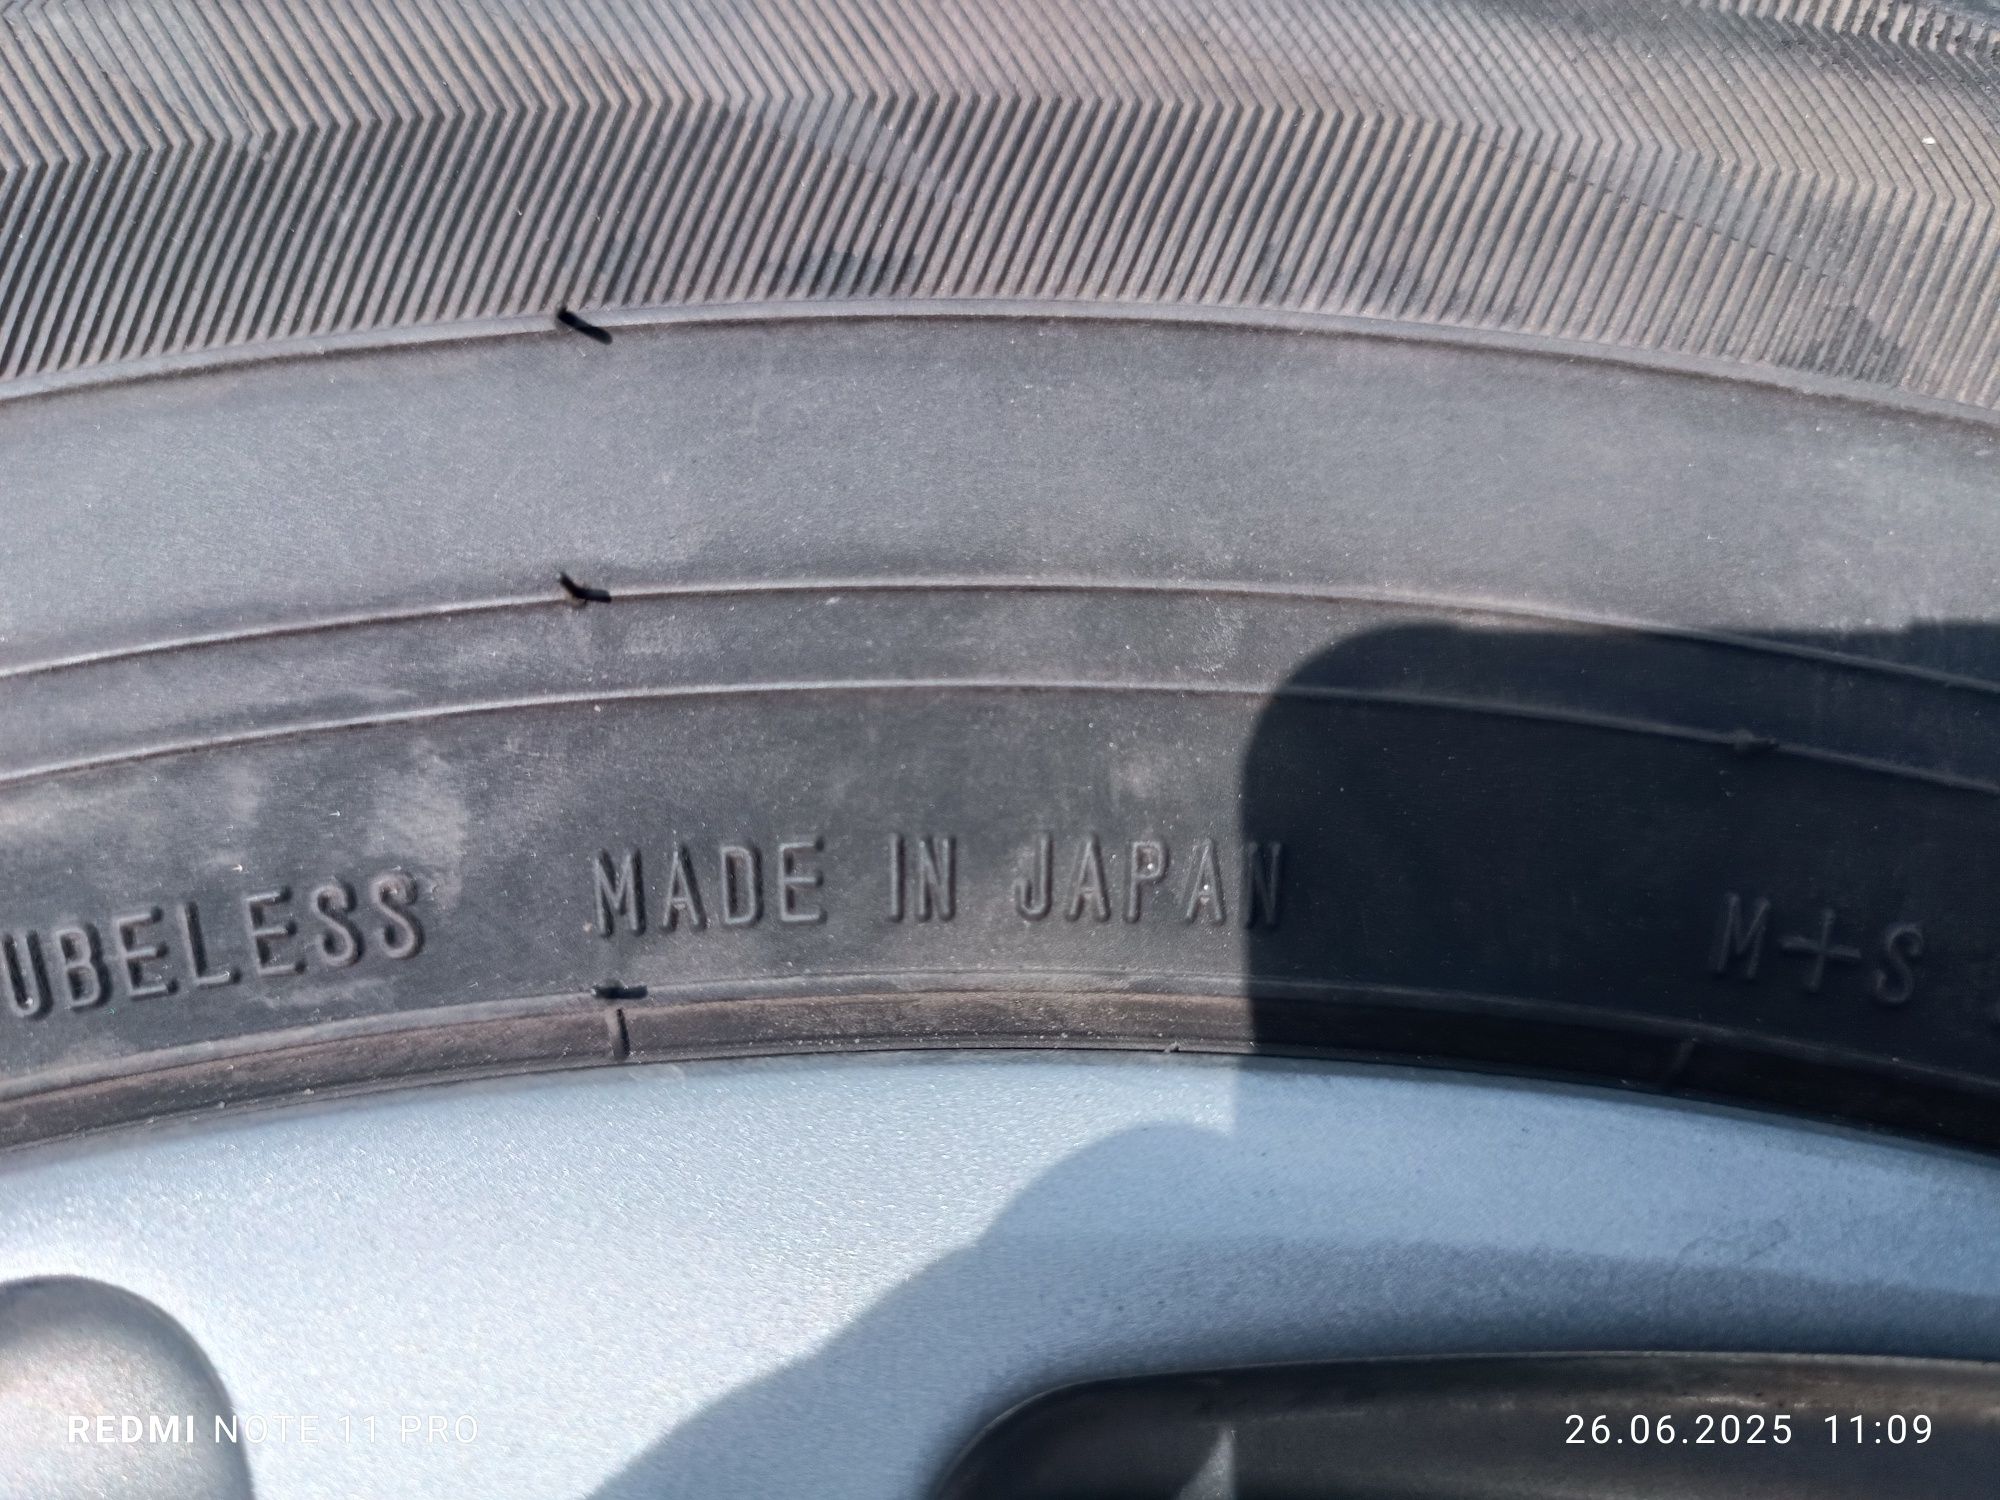 UBELESS MADE IN JAPAN M+S
REDMI NOTE 11 PRO
26.06.2025 11:09